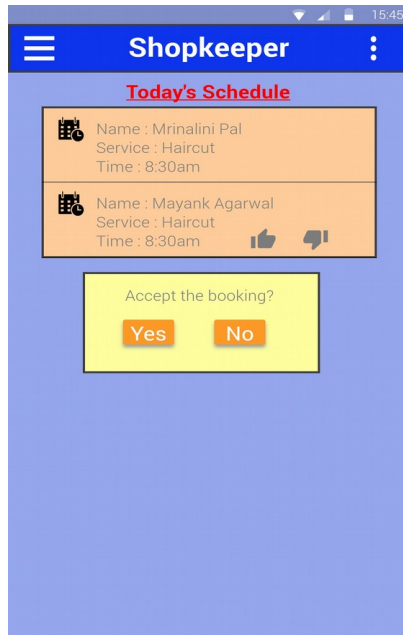 15:45
Shopkeeper
Today's Schedule
Name : Mrinalini Pal
Service : Haircut
Time : 8:30am
Name : Mayank Agarwal
Service : Haircut
Time : 8:30am
Accept the booking?
Yes No